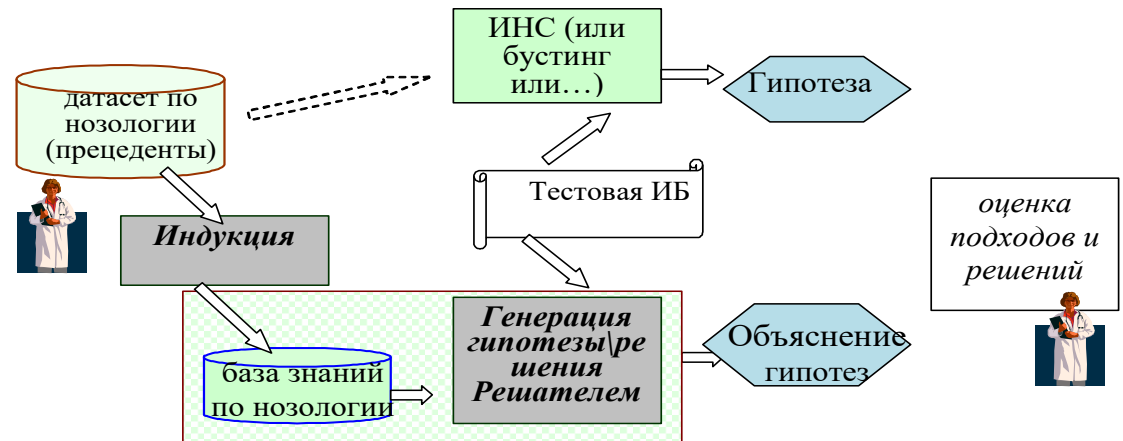 ИНС (или
бустинг
или…)
Гипотеза
датасет по
нозологии
(прецеденты)
Тестовая ИБ
оценка
подходов и
решений
Индукция
Генерация
гипотезы\ре
шения
Решателем
Объяснение
гипотез
база знаний
по нозологии